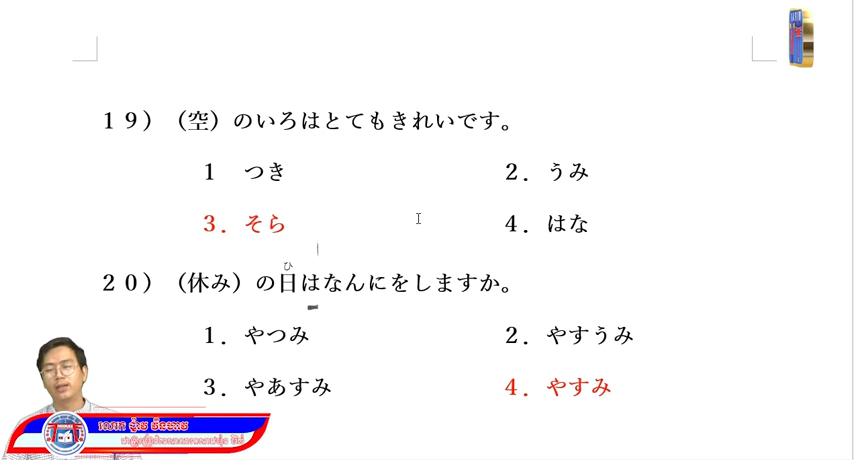 １９）（空）のいろはとてもきれいです。
１　つき　２．うみ
３．そら　４．はな
ひ
２０）（休み）の日はなんにをしますか。
１．やつみ　２．やすうみ
３．やあすみ　４．やすみ